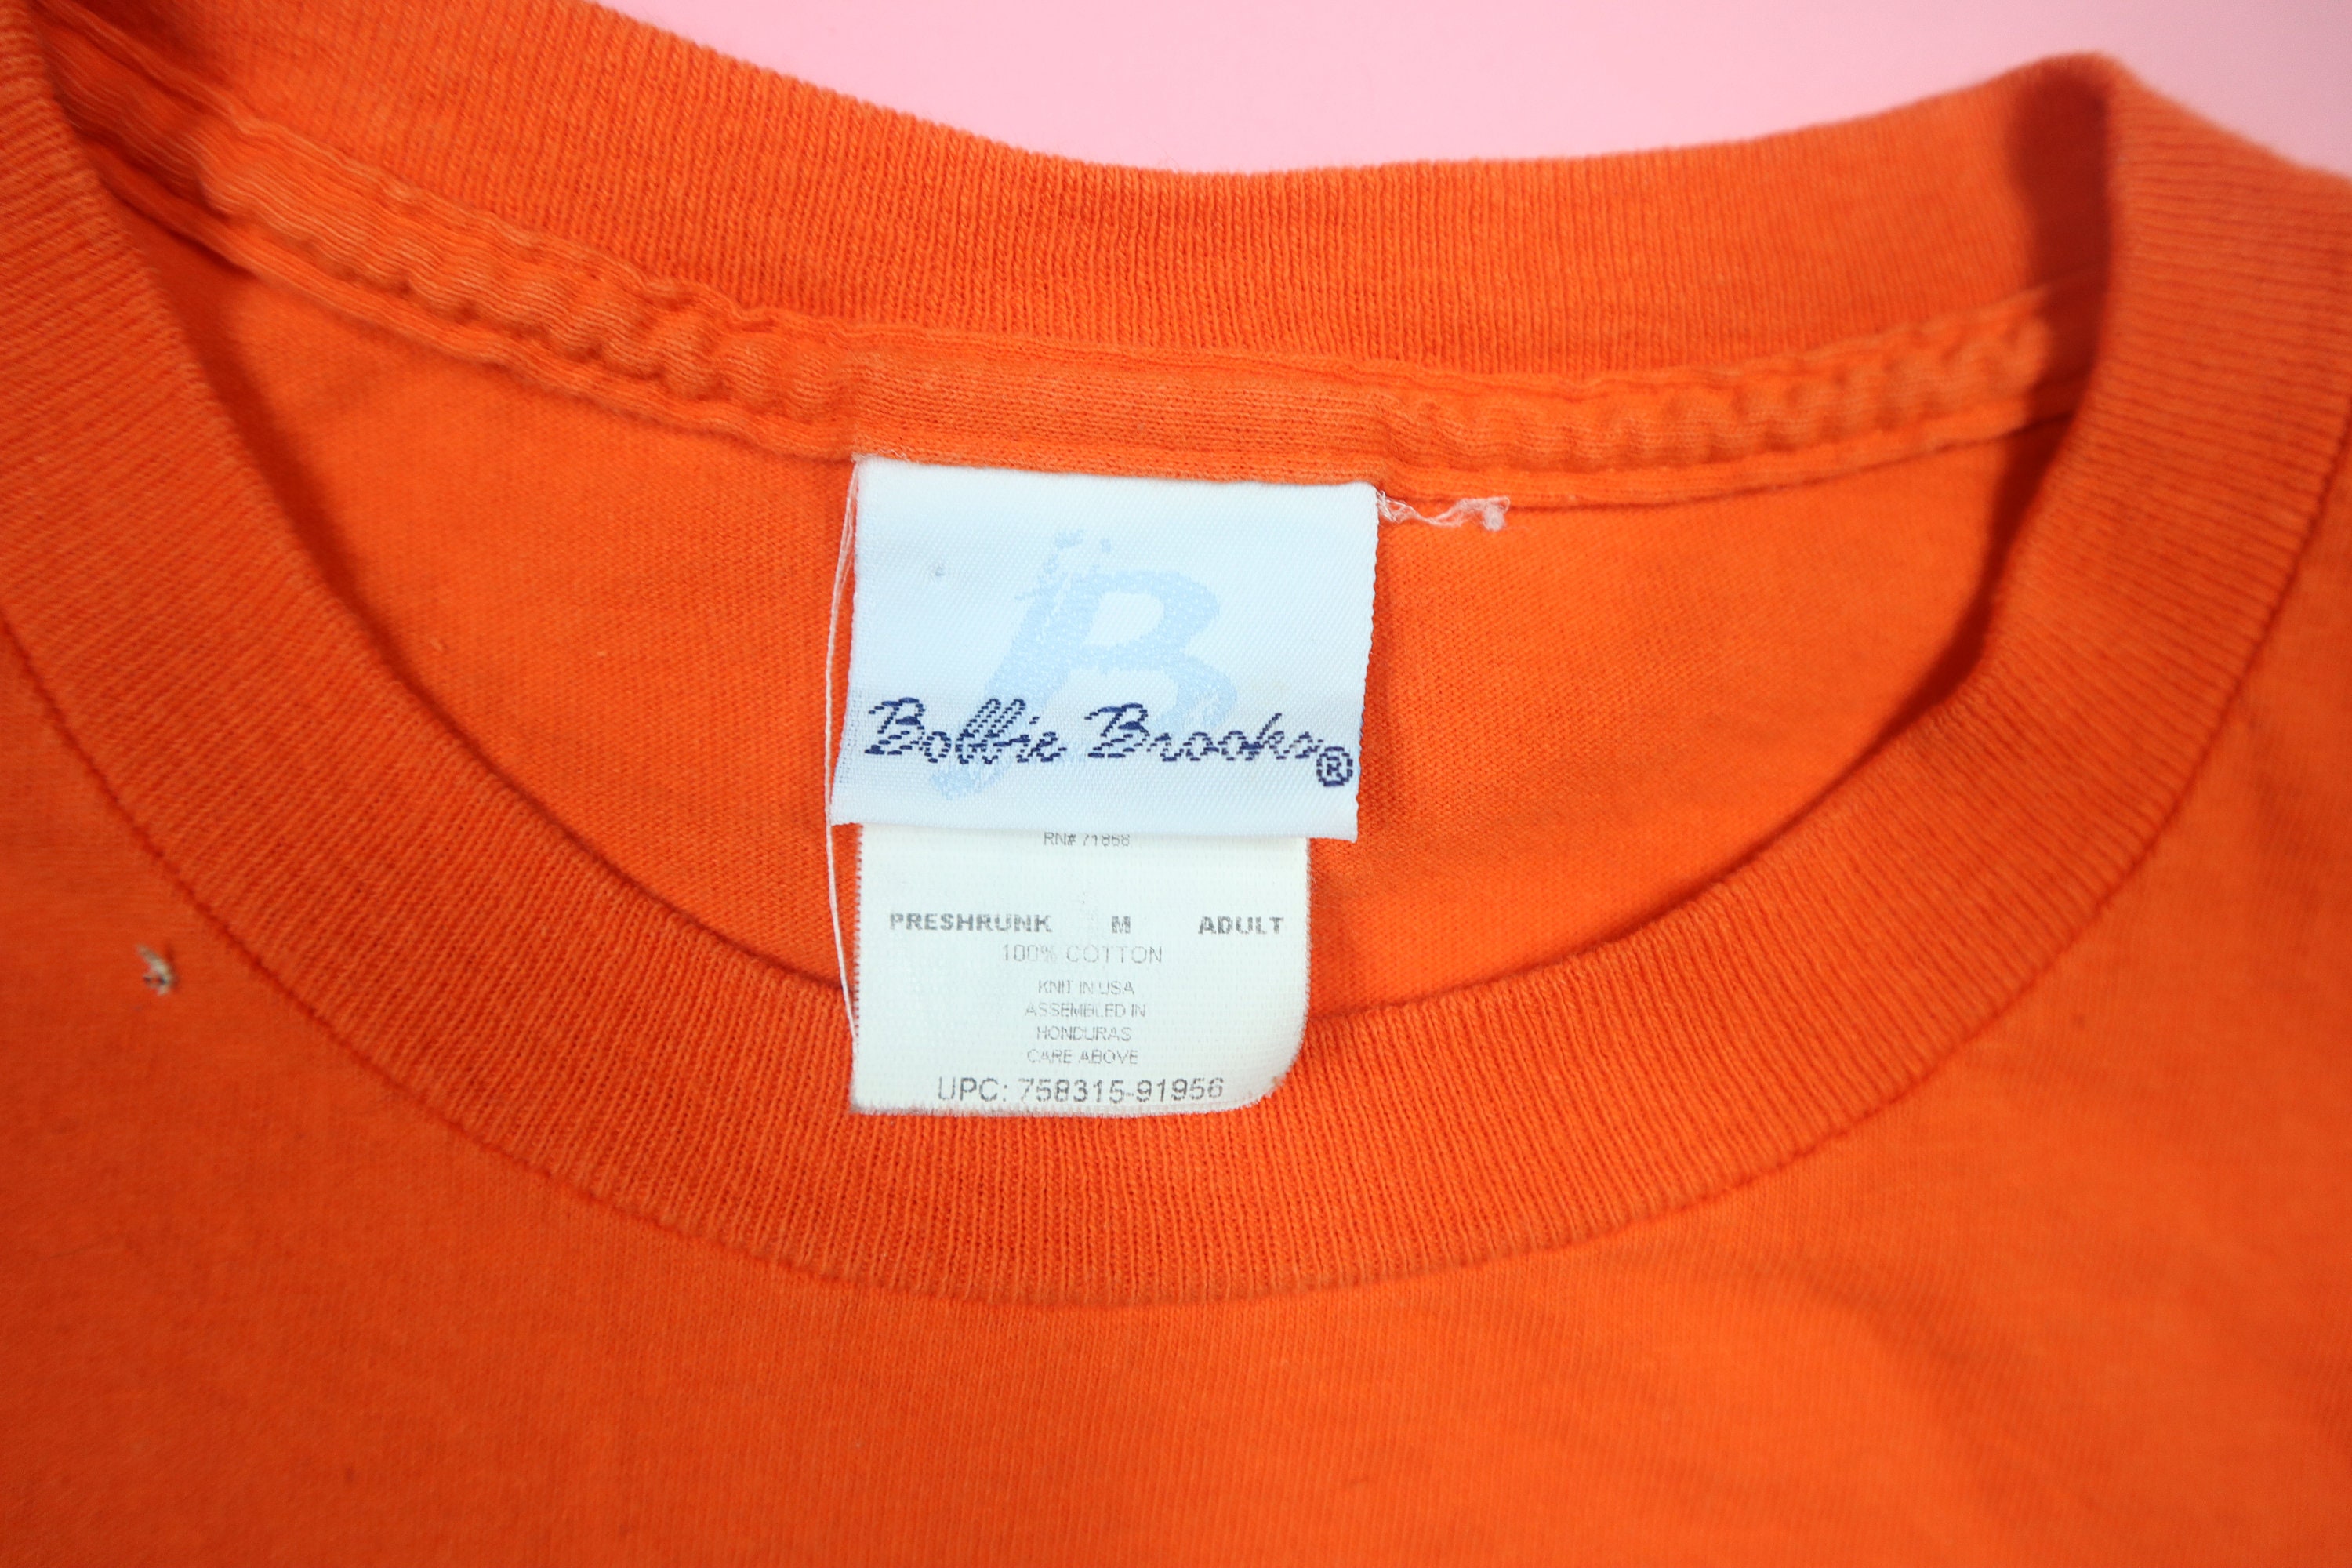 B
Bobbie Brooks®
RN# 71868
PRESHRUNK M ADULT
100% COTTON
KNIT IN USA
ASSEMBLED IN
HONDURAS
CARE ABOVE
UPC: 758315-91956